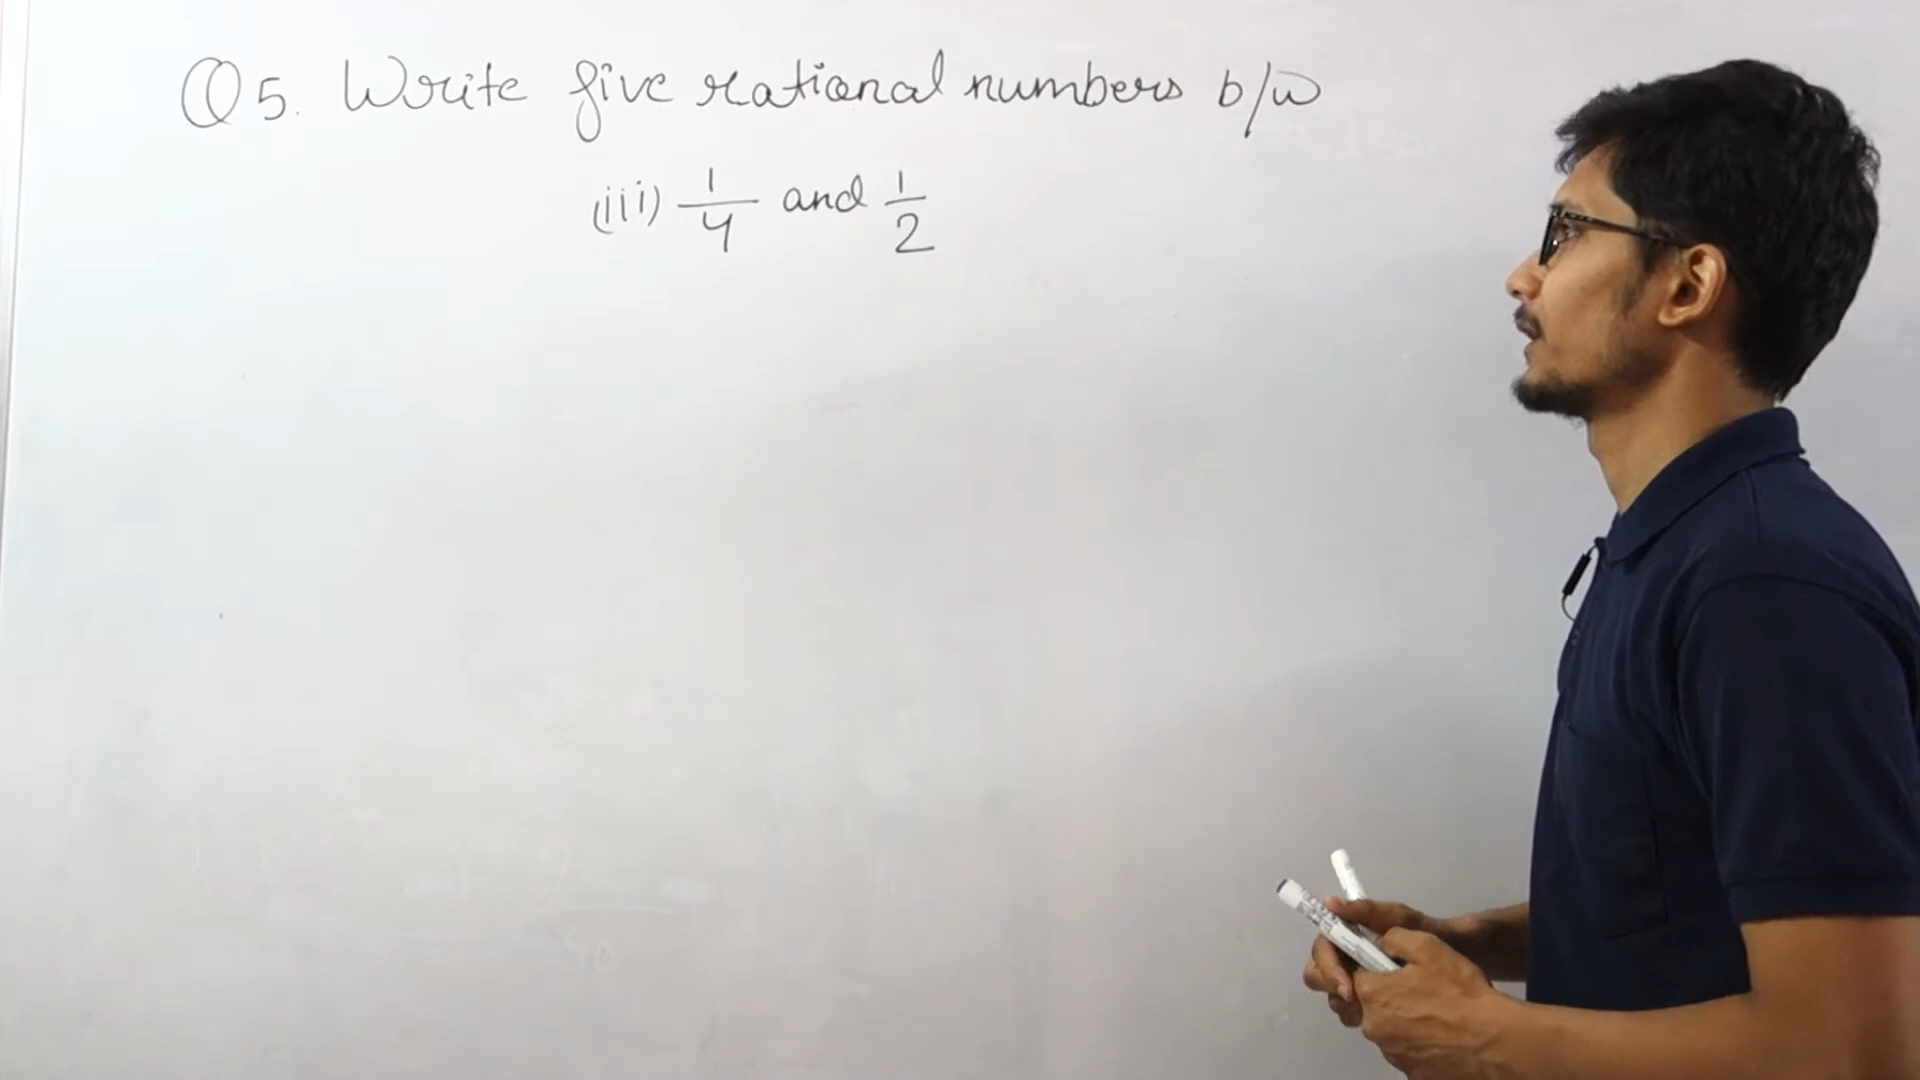 Q5. Write five rational numbers b/w
(iii) 1/4 and 1/2